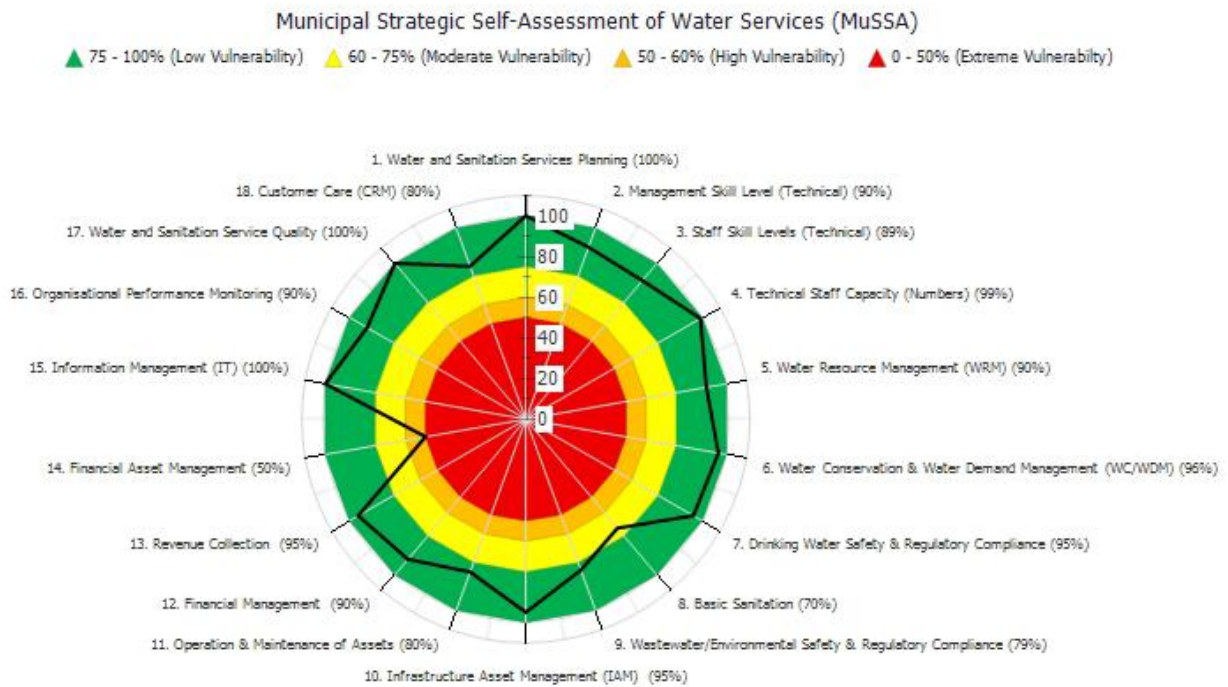 Municipal Strategic Self-Assessment of Water Services (MuSSA)
75 - 100% (Low Vulnerability) 60 - 75% (Moderate Vulnerability) 50 - 60% (High Vulnerability) 0 - 50% (Extreme Vulnerability)
1. Water and Sanitation Services Planning (100%)
2. Management Skill Level (Technical) (90%)
3. Staff Skill Levels (Technical) (89%)
4. Technical Staff Capacity (Numbers) (99%)
5. Water Resource Management (WRM) (90%)
6. Water Conservation & Water Demand Management (WC/WDM) (96%)
7. Drinking Water Safety & Regulatory Compliance (95%)
8. Basic Sanitation (70%)
9. Wastewater/Environmental Safety & Regulatory Compliance (79%)
10. Infrastructure Asset Management (IAM) (95%)
11. Operation & Maintenance of Assets (80%)
12. Financial Management (90%)
13. Revenue Collection (95%)
14. Financial Asset Management (50%)
15. Information Management (IT) (100%)
16. Organisational Performance Monitoring (90%)
17. Water and Sanitation Service Quality (100%)
18. Customer Care (CRM) (80%)
100
80
60
40
20
0